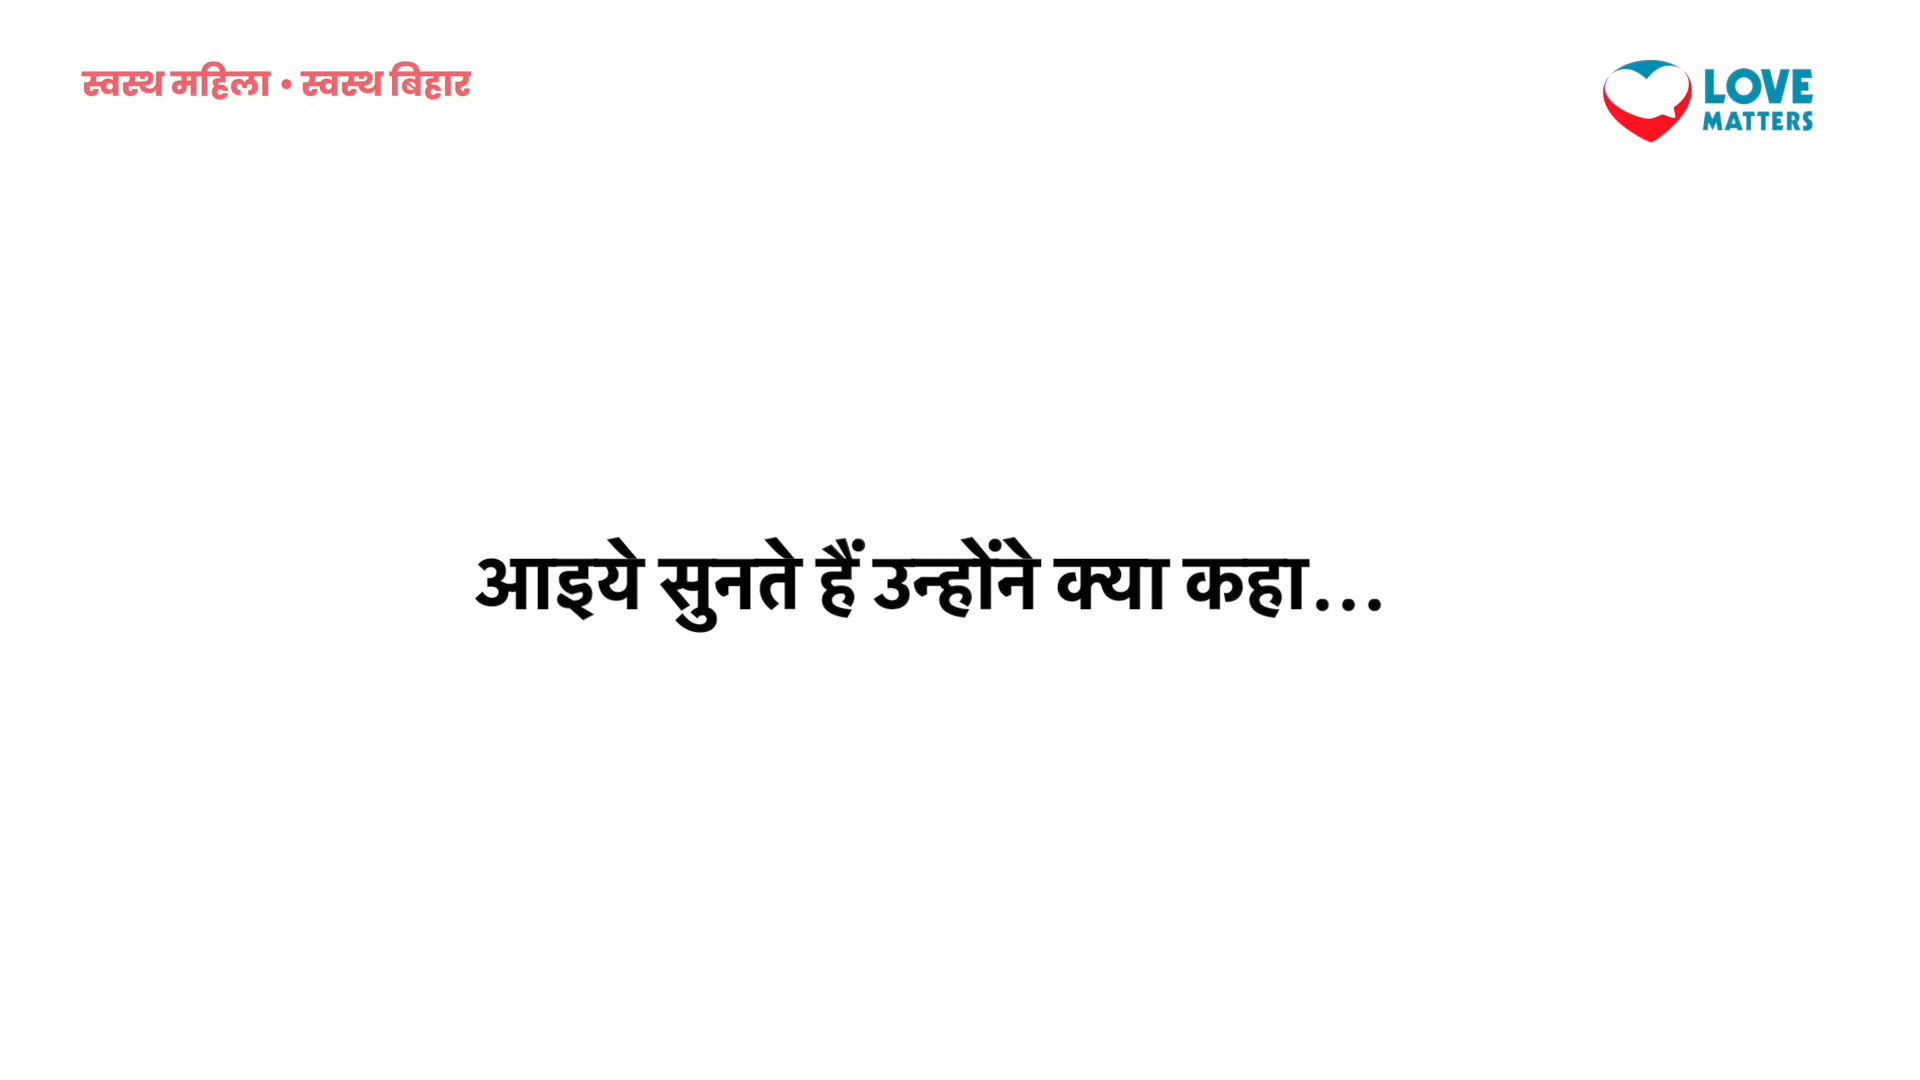 स्वस्थ महिला • स्वस्थ बिहार
LOVE
MATTERS
आइये सुनते हैं उन्होंने क्या कहा...